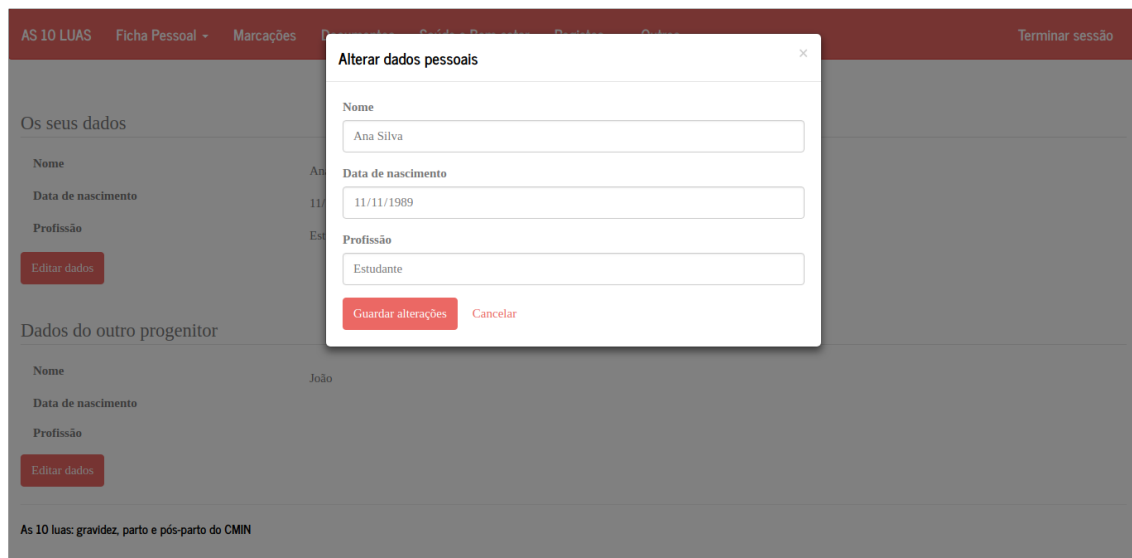 AS 10 LUAS Ficha Pessoal Marcações Terminar sessão
Alterar dados pessoais ×
Nome
Ana Silva
Data de nascimento
11/11/1989
Profissão
Estudante
Guardar alterações Cancelar
Os seus dados
Nome
Data de nascimento 11/
Profissão Est
Editar dados
Dados do outro progenitor
Nome João
Data de nascimento
Profissão
Editar dados
As 10 luas: gravidez, parto e pós-parto do CMIN